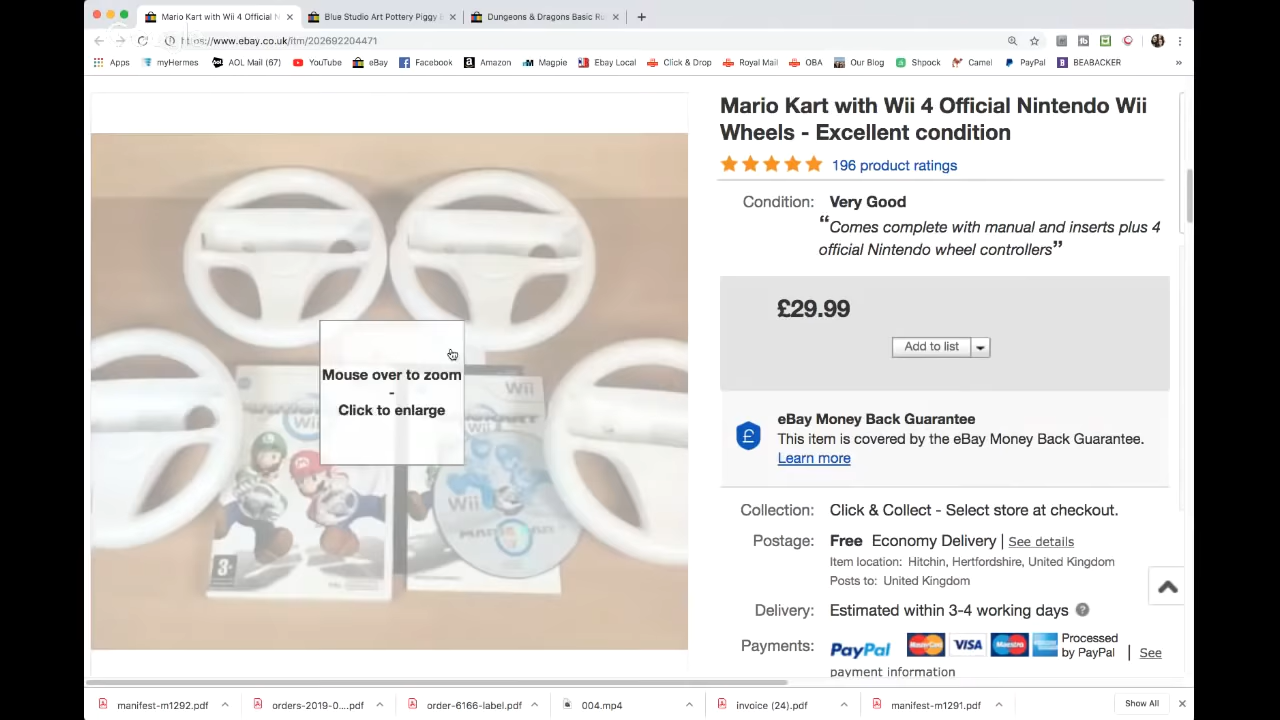 Mario Kart with Wii 4 Official N
Blue Studio Art Pottery Piggy
Dungeons & Dragons Basic Ru
https://www.ebay.co.uk/itm/202692204471
Apps myHermes AOL Mail (67) YouTube eBay Facebook Amazon Magpie Ebay Local Click & Drop Royal Mail OBA Our Blog Shpock Camel PayPal BEABACKER »
Mario Kart with Wii 4 Official Nintendo Wii
Wheels - Excellent condition
196 product ratings
Condition: Very Good
“Comes complete with manual and inserts plus 4
official Nintendo wheel controllers”
£29.99
Add to list
Mouse over to zoom
-
Click to enlarge
Wii
Wii
Wii
3+
eBay Money Back Guarantee
This item is covered by the eBay Money Back Guarantee.
Learn more
Collection: Click & Collect - Select store at checkout.
Postage: Free Economy Delivery | See details
Item location: Hitchin, Hertfordshire, United Kingdom
Posts to: United Kingdom
Delivery: Estimated within 3-4 working days ?
Payments: PayPal MasterCard VISA Maestro Processed
by PayPal | See
payment information
manifest-m1292.pdf orders-2019-0....pdf order-6166-label.pdf 004.mp4 invoice (24).pdf manifest-m1291.pdf Show All